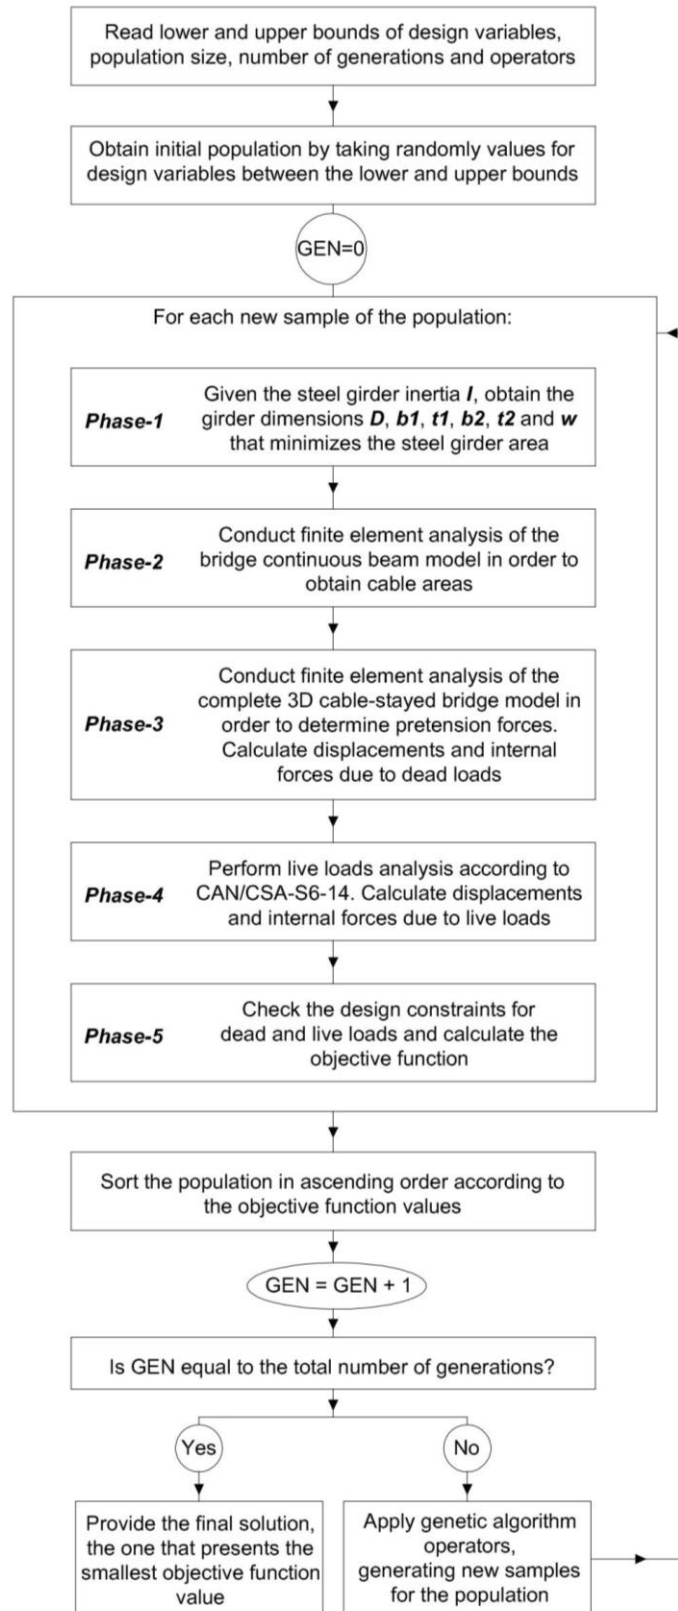 Read lower and upper bounds of design variables,
population size, number of generations and operators
Obtain initial population by taking randomly values for
design variables between the lower and upper bounds
GEN=0
For each new sample of the population:
Phase-1
Given the steel girder inertia I, obtain the
girder dimensions D, b1, t1, b2, t2 and w
that minimizes the steel girder area
Phase-2
Conduct finite element analysis of the
bridge continuous beam model in order to
obtain cable areas
Phase-3
Conduct finite element analysis of the
complete 3D cable-stayed bridge model in
order to determine pretension forces.
Calculate displacements and internal
forces due to dead loads
Phase-4
Perform live loads analysis according to
CAN/CSA-S6-14. Calculate displacements
and internal forces due to live loads
Phase-5
Check the design constraints for
dead and live loads and calculate the
objective function
Sort the population in ascending order according to
the objective function values
GEN = GEN + 1
Is GEN equal to the total number of generations?
Yes
No
Provide the final solution,
the one that presents the
smallest objective function
value
Apply genetic algorithm
operators,
generating new samples
for the population